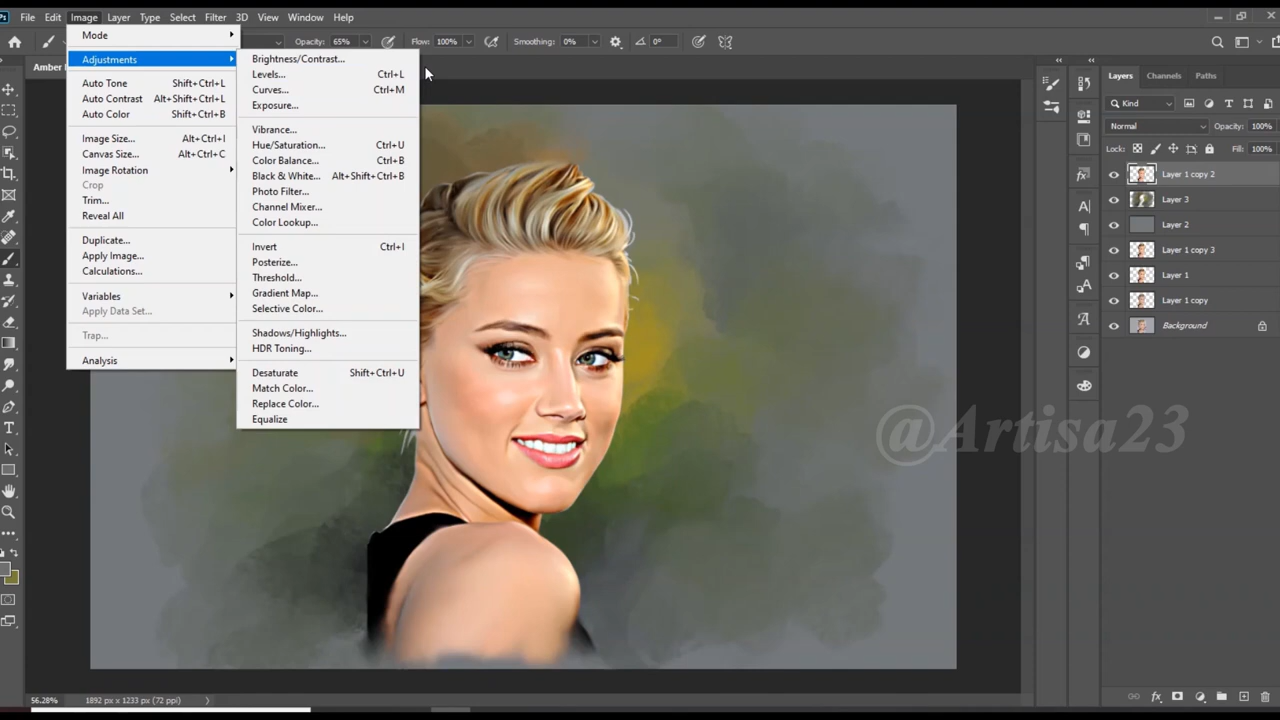 Ps File Edit Image Layer Type Select Filter 3D View Window Help
Opacity: 65% Flow: 100% Smoothing: 0% 0°
Amber
Mode
Adjustments
Auto Tone Shift+Ctrl+L
Auto Contrast Alt+Shift+Ctrl+L
Auto Color Shift+Ctrl+B
Image Size... Alt+Ctrl+I
Canvas Size... Alt+Ctrl+C
Image Rotation
Crop
Trim...
Reveal All
Duplicate...
Apply Image...
Calculations...
Variables
Apply Data Set...
Trap...
Analysis
Brightness/Contrast...
Levels... Ctrl+L
Curves... Ctrl+M
Exposure...
Vibrance...
Hue/Saturation... Ctrl+U
Color Balance... Ctrl+B
Black & White... Alt+Shift+Ctrl+B
Photo Filter...
Channel Mixer...
Color Lookup...
Invert Ctrl+I
Posterize...
Threshold...
Gradient Map...
Selective Color...
Shadows/Highlights...
HDR Toning...
Desaturate Shift+Ctrl+U
Match Color...
Replace Color...
Equalize
@Artisa23
Layers Channels Paths
Kind
Normal Opacity: 100%
Lock: Fill: 100%
Layer 1 copy 2
Layer 3
Layer 2
Layer 1 copy 3
Layer 1
Layer 1 copy
Background
56.28% 1892 px x 1233 px (72 ppi)